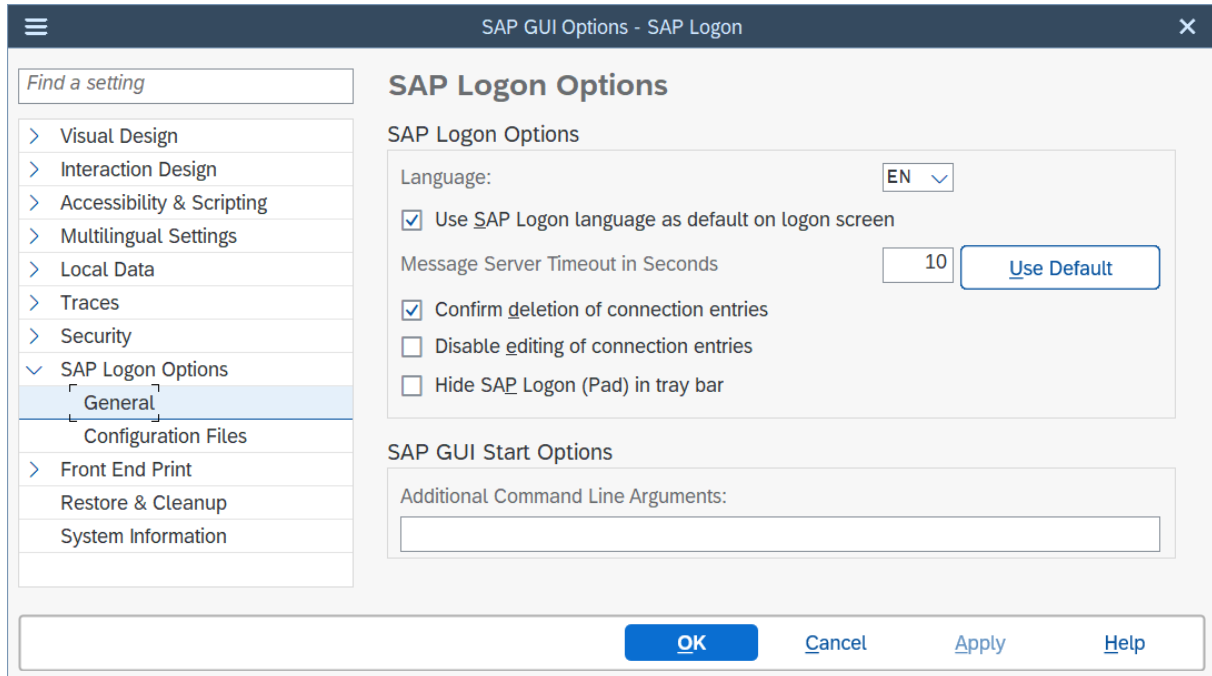 SAP GUI Options - SAP Logon
Find a setting
Visual Design
Interaction Design
Accessibility & Scripting
Multilingual Settings
Local Data
Traces
Security
SAP Logon Options
General
Configuration Files
Front End Print
Restore & Cleanup
System Information
SAP Logon Options
SAP Logon Options
Language: EN
Use SAP Logon language as default on logon screen
Message Server Timeout in Seconds 10 Use Default
Confirm deletion of connection entries
Disable editing of connection entries
Hide SAP Logon (Pad) in tray bar
SAP GUI Start Options
Additional Command Line Arguments:
OK Cancel Apply Help